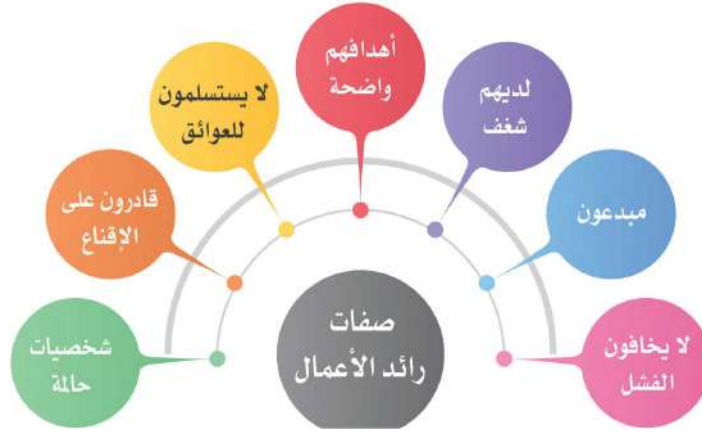 صفات
رائد الأعمال
لا يخافون
الفشل
مبدعون
لديهم
شغف
أهدافهم
واضحة
لا يستسلمون
للعوائق
قادرون على
الإقناع
شخصيات
حالمة